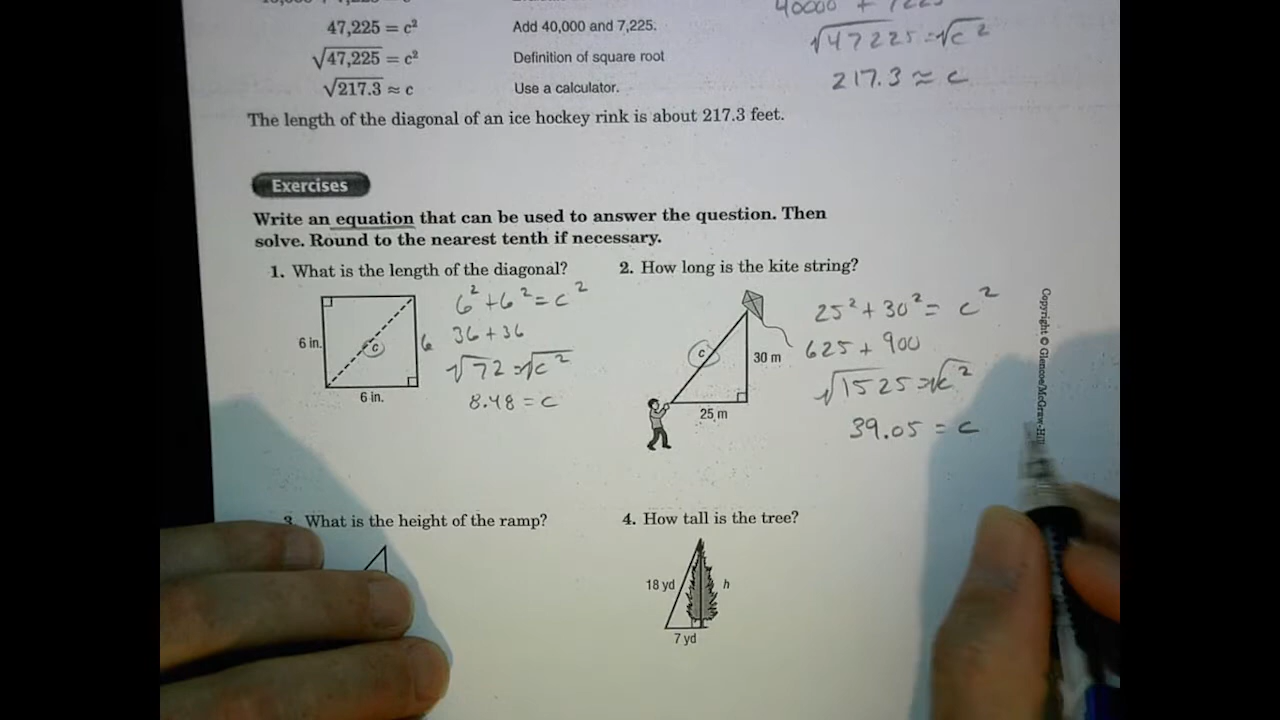 47,225 = c²
Add 40,000 and 7,225.
√47,225 = c²
Definition of square root
√217.3 ≈ c
Use a calculator.
√47225 = √c²
217.3 ≈ c
The length of the diagonal of an ice hockey rink is about 217.3 feet.
Exercises
Write an equation that can be used to answer the question. Then
solve. Round to the nearest tenth if necessary.
1. What is the length of the diagonal?
6 in.
c
6
6 in.
6² + 6² = c²
36 + 36
√72 = √c²
8.48 = c
2. How long is the kite string?
c
30 m
25 m
25² + 30² = c²
625 + 900
√1525 = √c²
39.05 = c
3. What is the height of the ramp?
4. How tall is the tree?
18 yd
h
7 yd
Copyright © Glencoe/McGraw-Hill